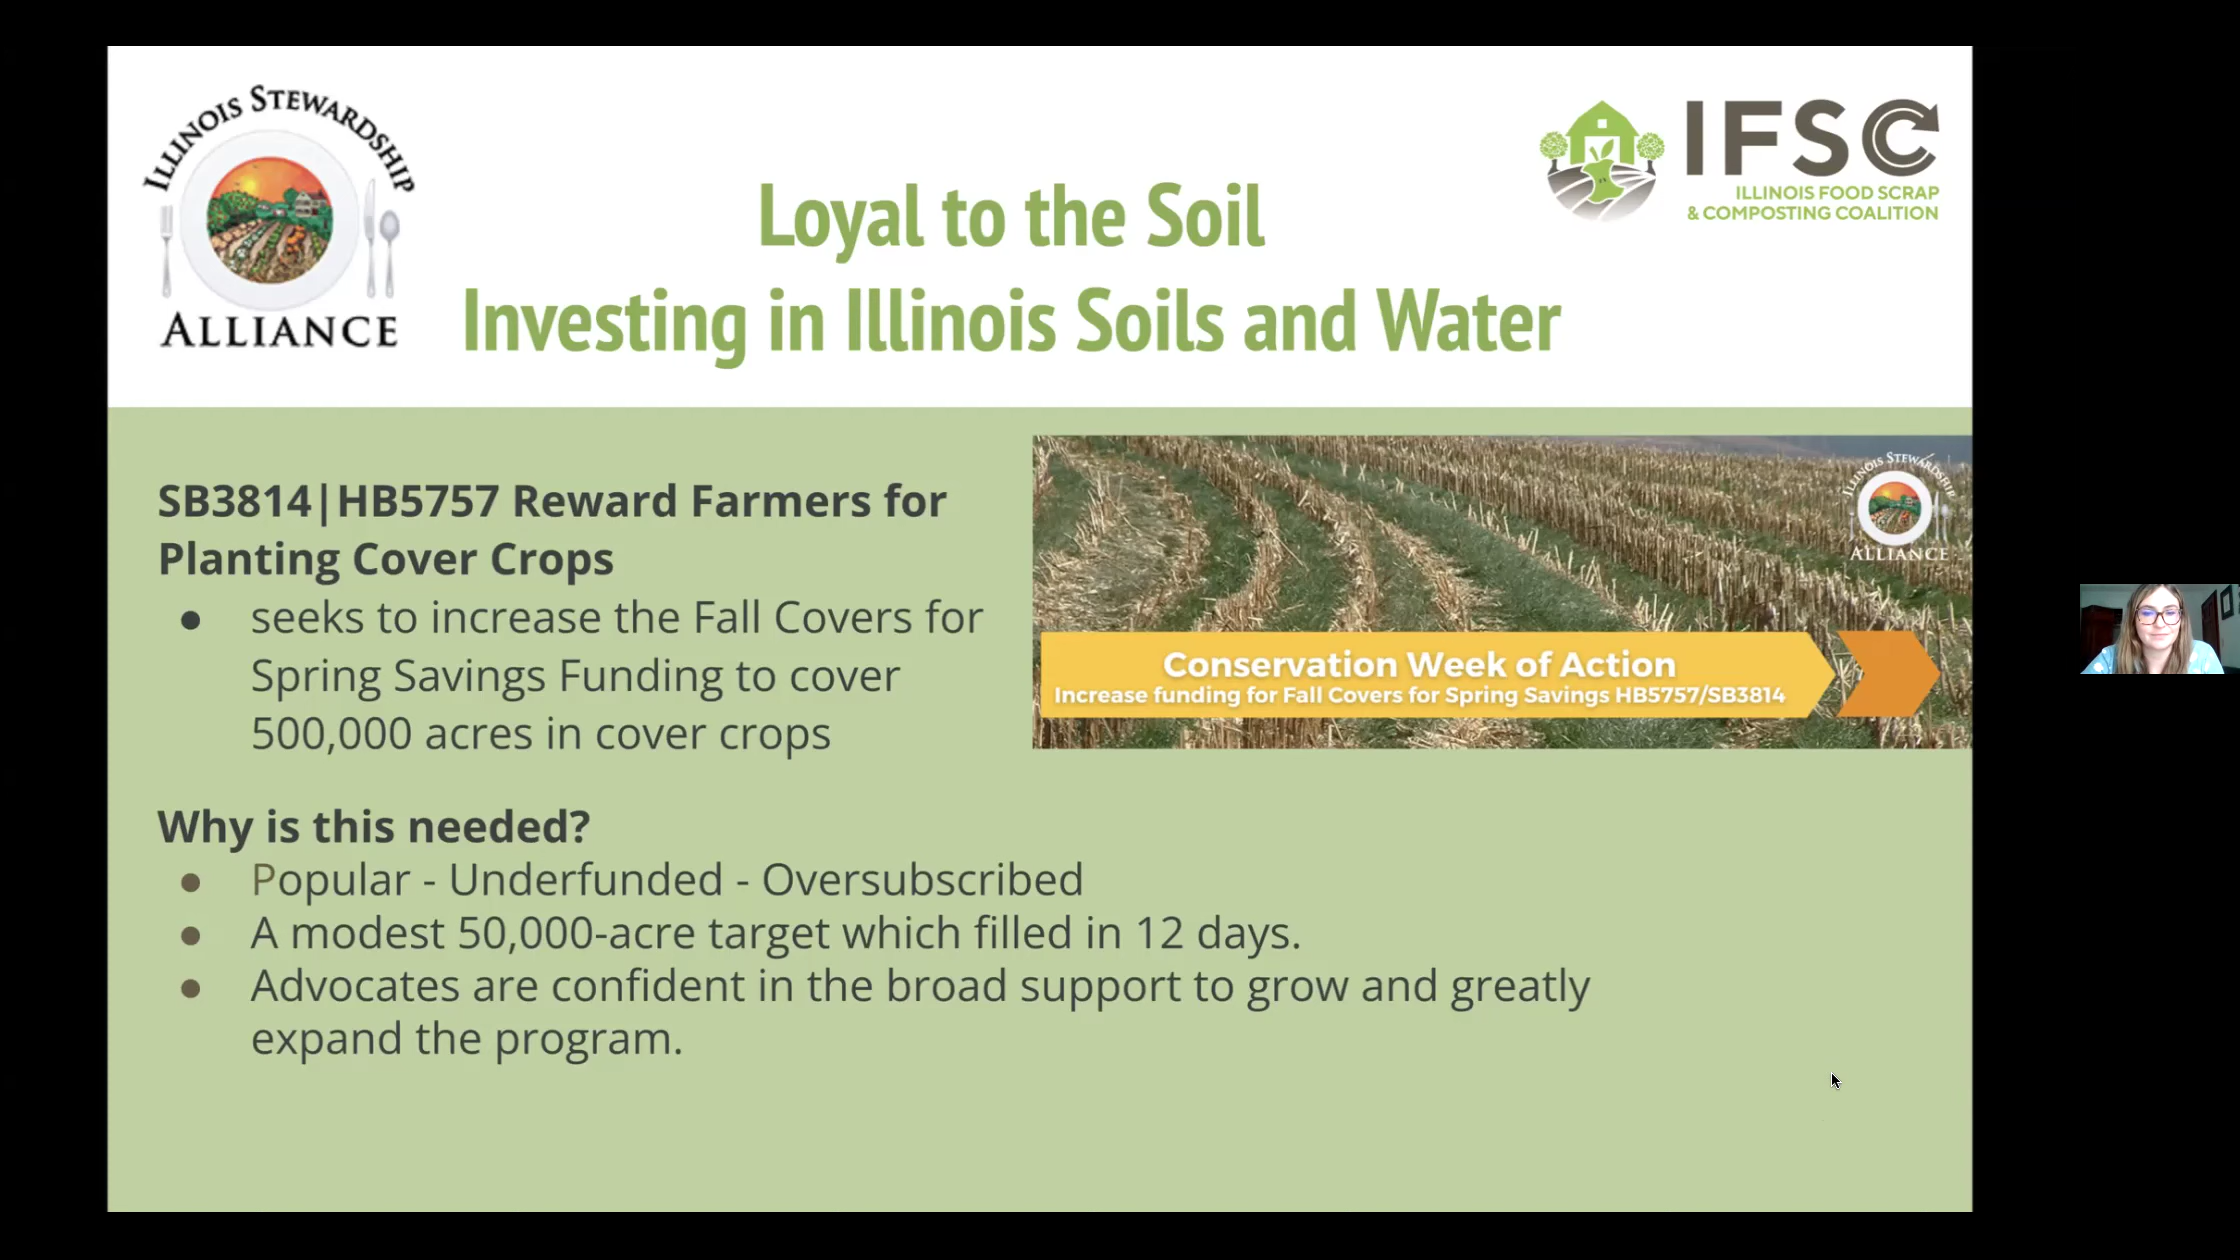 ILLINOIS STEWARDSHIP
ALLIANCE
IFSC
ILLINOIS FOOD SCRAP
& COMPOSTING COALITION
Loyal to the Soil
Investing in Illinois Soils and Water
SB3814|HB5757 Reward Farmers for
Planting Cover Crops
● seeks to increase the Fall Covers for
Spring Savings Funding to cover
500,000 acres in cover crops
ILLINOIS STEWARDSHIP
ALLIANCE
Conservation Week of Action
Increase funding for Fall Covers for Spring Savings HB5757/SB3814
Why is this needed?
● Popular - Underfunded - Oversubscribed
● A modest 50,000-acre target which filled in 12 days.
● Advocates are confident in the broad support to grow and greatly
expand the program.